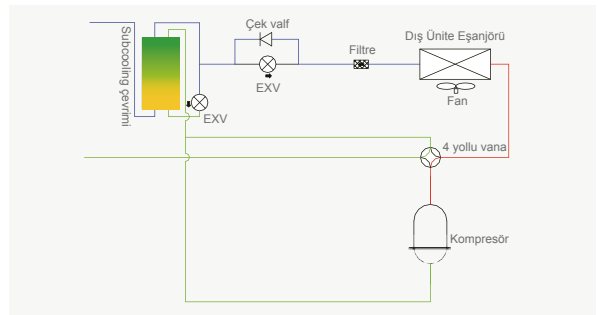 Çek valf
Subcooling çevrimi
Filtre
Dış Ünite Eşanjörü
EXV
Fan
EXV
4 yollu vana
Kompresör